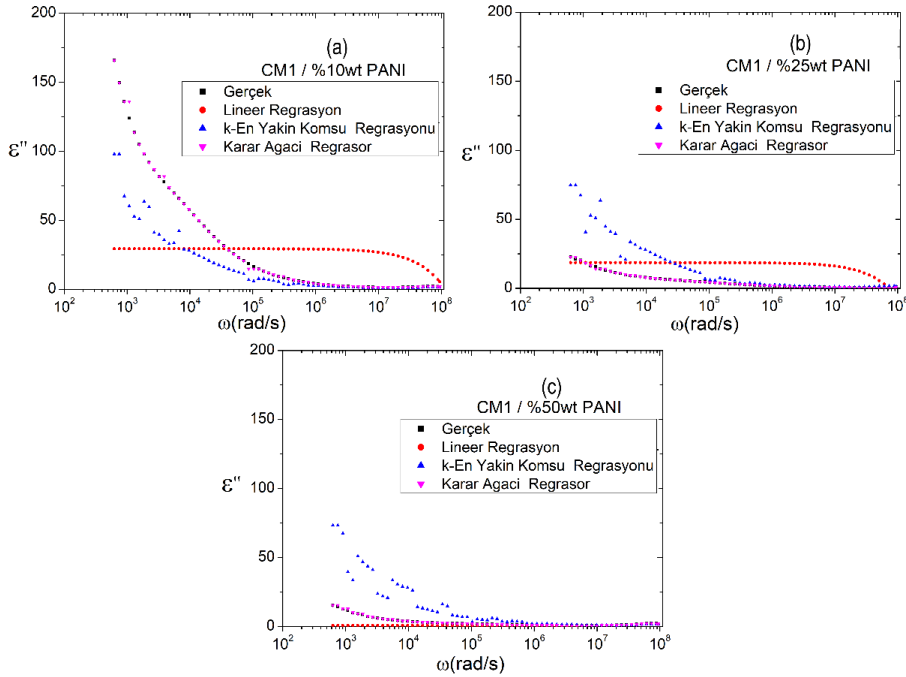 200
150
100
50
0
ε''
(a)
CM1 / %10wt PANI
Gerçek
Lineer Regrasyon
k-En Yakin Komsu Regrasyonu
Karar Agaci Regrasor
10² 10³ 10⁴ 10⁵ 10⁶ 10⁷ 10⁸
ω(rad/s)
200
150
100
50
0
ε''
(b)
CM1 / %25wt PANI
Gerçek
Lineer Regrasyon
k-En Yakin Komsu Regrasyonu
Karar Agaci Regrasor
10² 10³ 10⁴ 10⁵ 10⁶ 10⁷ 10⁸
ω(rad/s)
200
150
100
50
0
ε''
(c)
CM1 / %50wt PANI
Gerçek
Lineer Regrasyon
k-En Yakin Komsu Regrasyonu
Karar Agaci Regrasor
10² 10³ 10⁴ 10⁵ 10⁶ 10⁷ 10⁸
ω(rad/s)